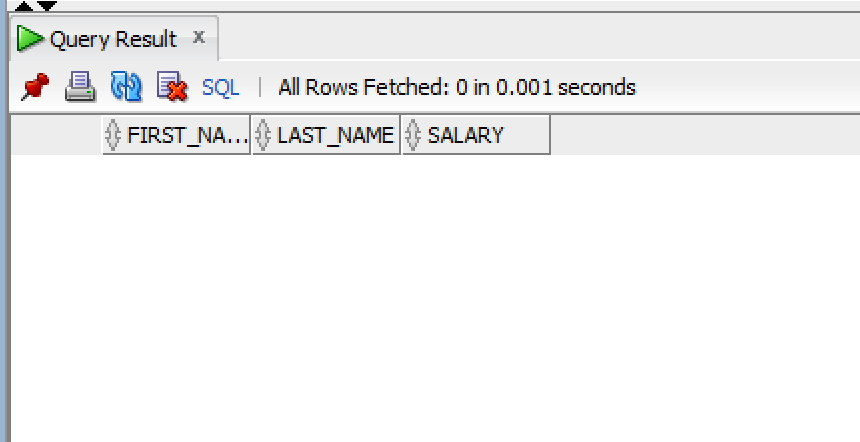 Query Result x
SQL | All Rows Fetched: 0 in 0.001 seconds
FIRST_NA... LAST_NAME SALARY